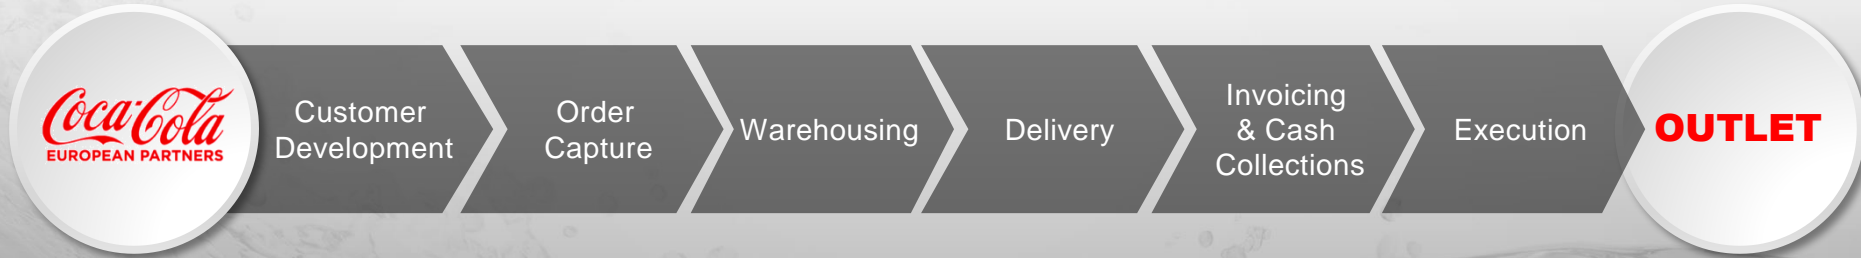 Coca-Cola
EUROPEAN PARTNERS
Customer
Development
Order
Capture
Warehousing
Delivery
Invoicing
& Cash
Collections
Execution
OUTLET